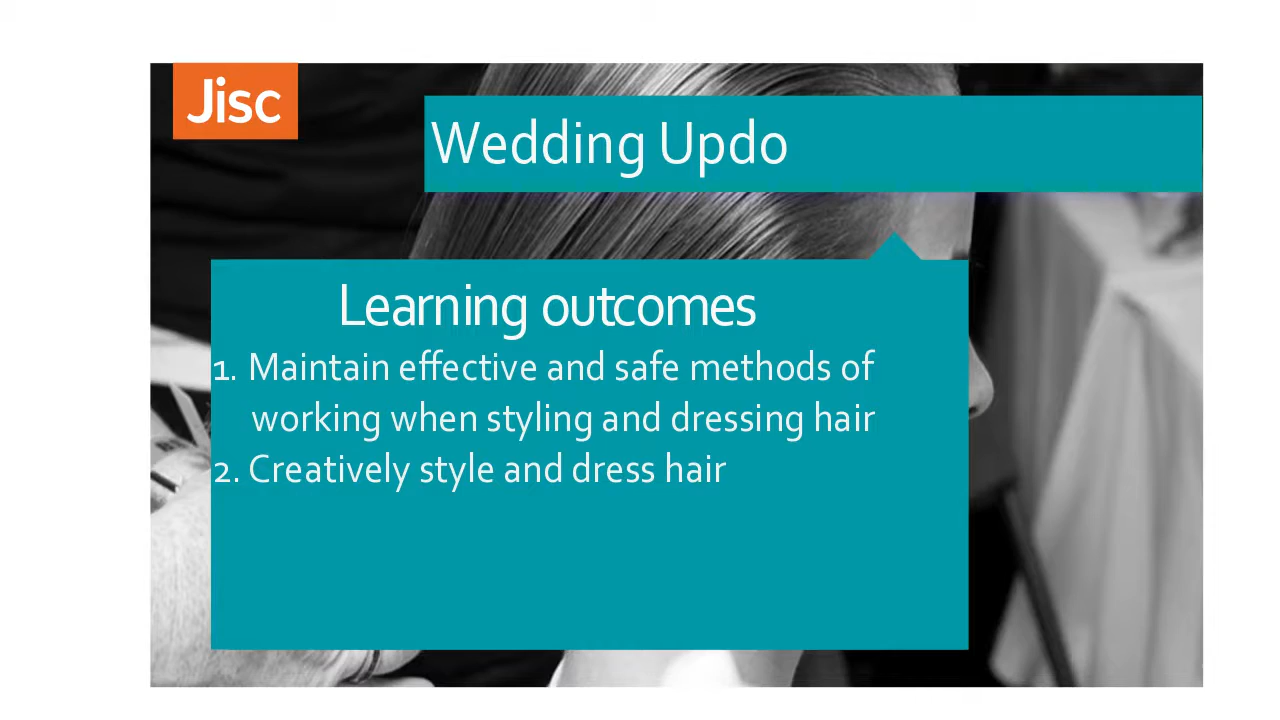 Jisc
Wedding Updo
Learning outcomes
1. Maintain effective and safe methods of
working when styling and dressing hair
2. Creatively style and dress hair